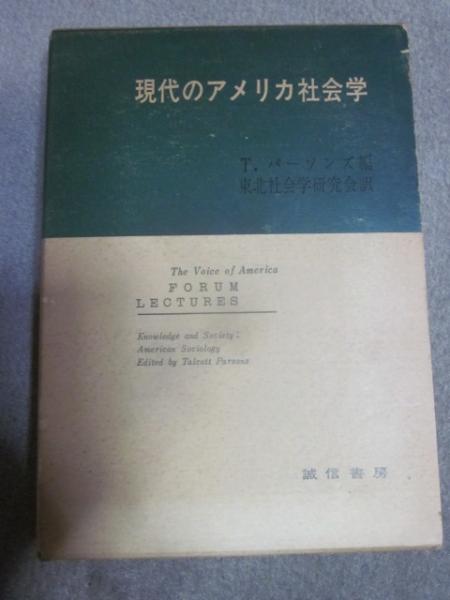 現代のアメリカ社会学
T. パーソンズ編
東北社会学研究会訳
The Voice of America
FORUM
LECTURES
Knowledge and Society:
American Sociology
Edited by Talcott Parsons
誠信書房